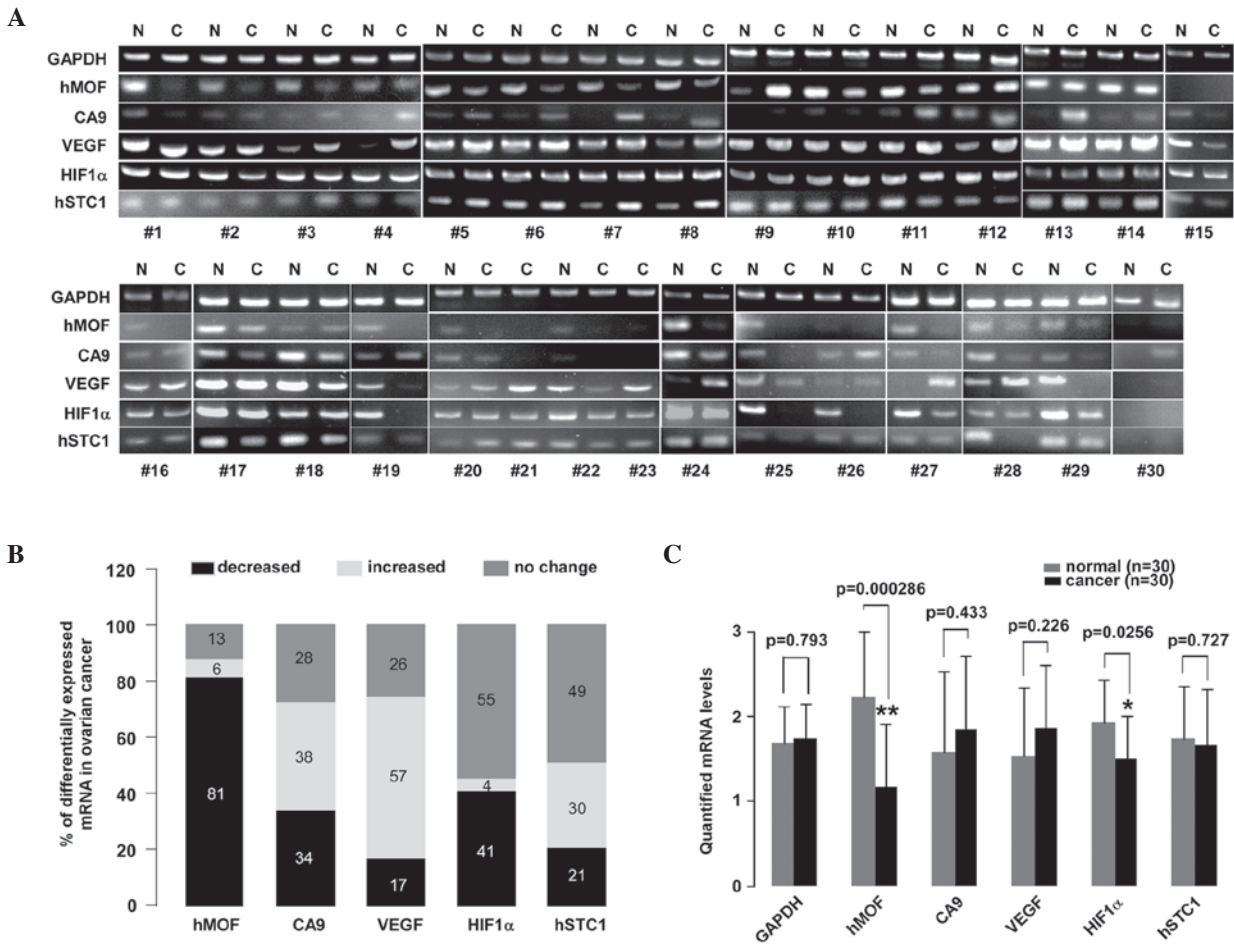 A
N C N C N C N C N C N C N C N C N C N C N C N C N C N C N C
GAPDH
hMOF
CA9
VEGF
HIF1α
hSTC1
#1 #2 #3 #4 #5 #6 #7 #8 #9 #10 #11 #12 #13 #14 #15
N C N C N C N C N C C N C C N C N C N C N C N C N C N C
GAPDH
hMOF
CA9
VEGF
HIF1α
hSTC1
#16 #17 #18 #19 #20 #21 #22 #23 #24 #25 #26 #27 #28 #29 #30
B
decreased increased no change
% of differentially expressed
mRNA in ovarian cancer
120
100
80
60
40
20
0
13 28 26 55 49
6 38 57 4 30
81 34 17 41 21
hMOF CA9 VEGF HIF1α hSTC1
C
normal (n=30)
cancer (n=30)
Quantified mRNA levels
3
2
1
0
p=0.793 p=0.000286 p=0.433 p=0.226 p=0.0256 p=0.727
** *
GAPDH hMOF CA9 VEGF HIF1α hSTC1